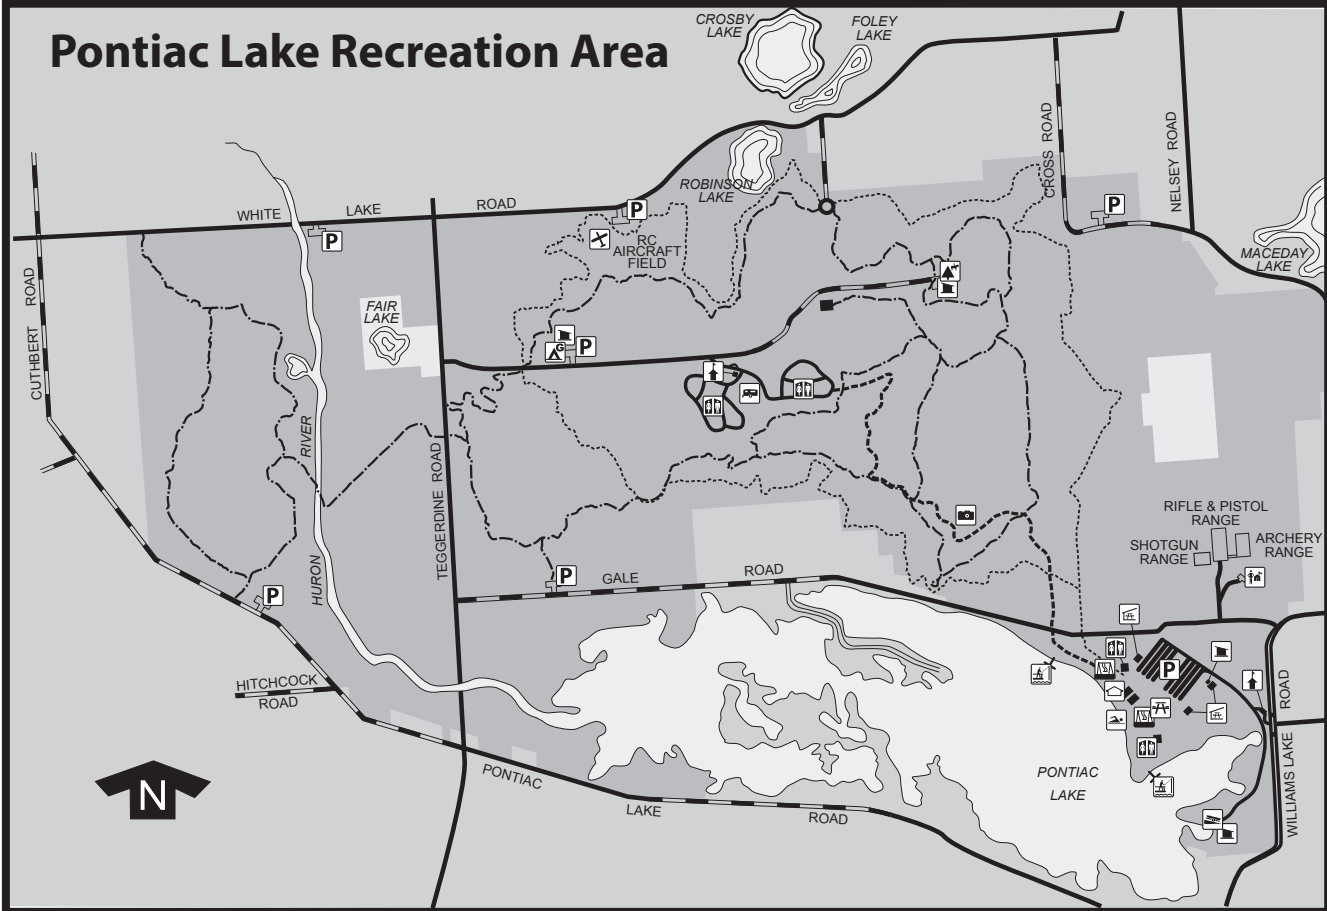 Pontiac Lake Recreation Area
CROSBY
LAKE
FOLEY
LAKE
CROSS ROAD
NELSEY ROAD
ROBINSON
LAKE
WHITE
LAKE
ROAD
P
P
P
RC
AIRCRAFT
FIELD
MACEDAY
LAKE
CUTHBERT ROAD
FAIR
LAKE
G
P
RIVER
HURON
TEGGERDINE ROAD
RIFLE & PISTOL
RANGE
SHOTGUN
RANGE
ARCHERY
RANGE
P
P
GALE
ROAD
HITCHCOCK
ROAD
P
WILLIAMS LAKE ROAD
PONTIAC
LAKE
N
PONTIAC
LAKE
ROAD